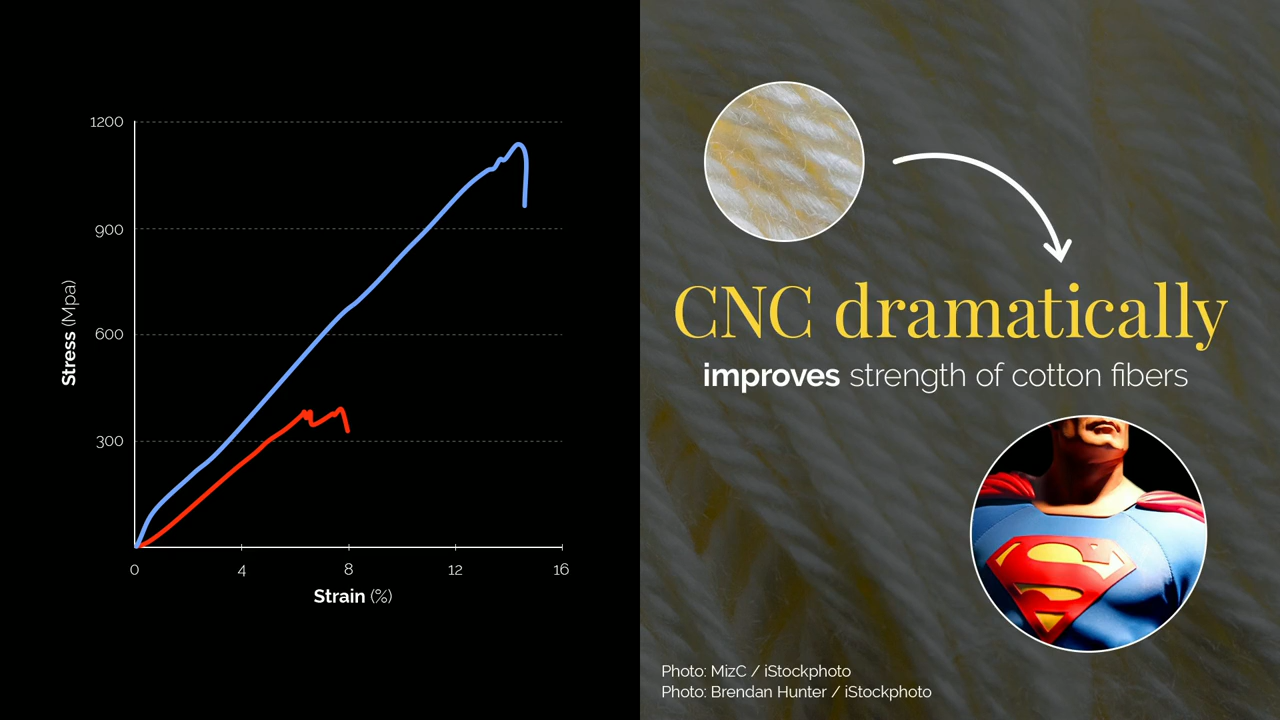 1200
900
600
300
Stress (Mpa)
0 4 8 12 16
Strain (%)
CNC dramatically
improves strength of cotton fibers
S
Photo: MizC / iStockphoto
Photo: Brendan Hunter / iStockphoto